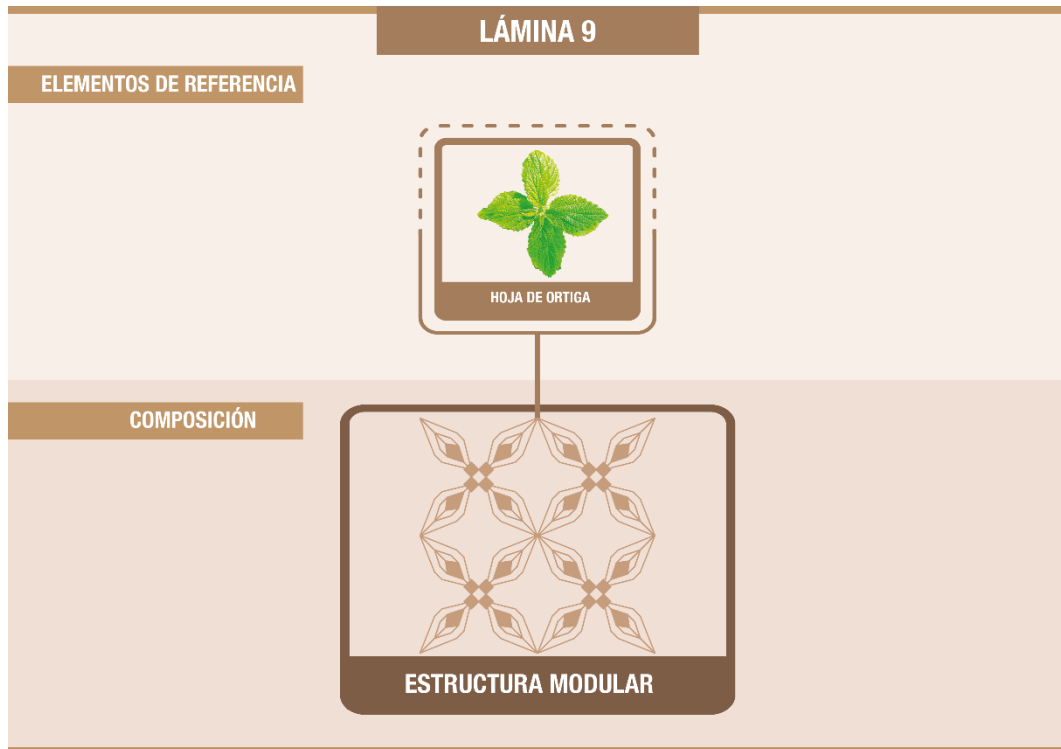 LÁMINA 9
ELEMENTOS DE REFERENCIA
HOJA DE ORTIGA
COMPOSICIÓN
ESTRUCTURA MODULAR